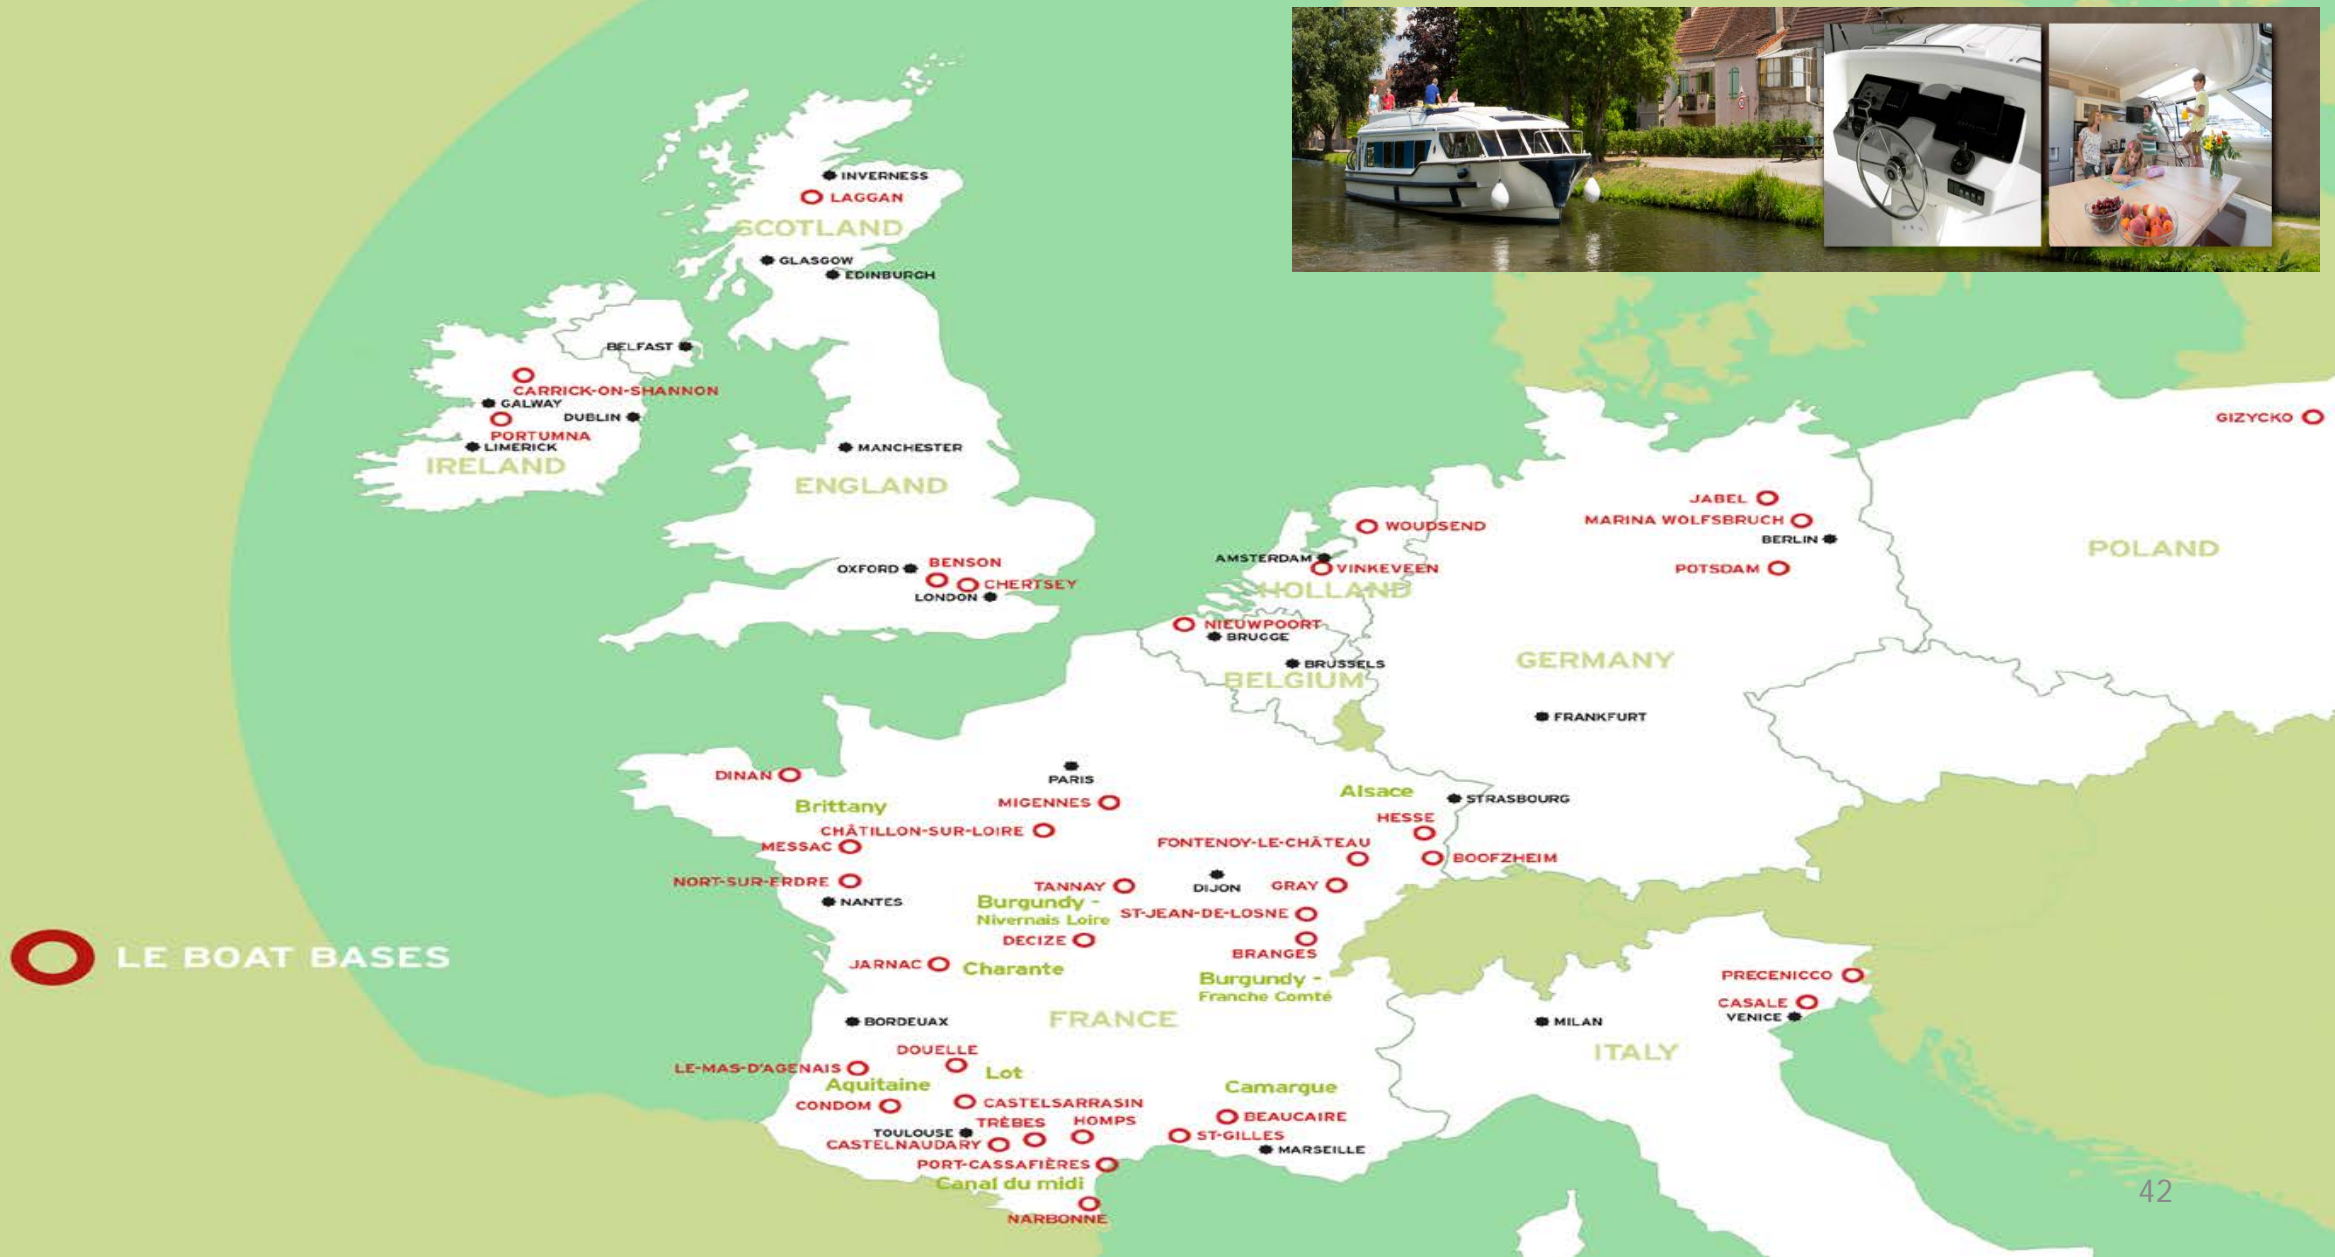 INVERNESS
LAGGAN
SCOTLAND
GLASGOW
EDINBURGH
BELFAST
CARRICK-ON-SHANNON
GALWAY
DUBLIN
PORTUMNA
LIMERICK
IRELAND
MANCHESTER
ENGLAND
OXFORD
BENSON
CHERTSEY
LONDON
GIZYCKO
JABEL
MARINA WOLFSBRUCH
BERLIN
POTSDAM
POLAND
WOUDSEND
AMSTERDAM
VINKEVEEN
HOLLAND
NIEUWPOORT
BRUGGE
BRUSSELS
BELGIUM
GERMANY
FRANKFURT
DINAN
PARIS
Brittany
MIGENNES
Alsace
STRASBOURG
CHÂTILLON-SUR-LOIRE
MESSAC
HESSE
FONTENOY-LE-CHÂTEAU
BOOFZHEIM
NORT-SUR-ERDRE
TANNAY
DIJON
GRAY
NANTES
Burgundy -
Nivernais Loire
ST-JEAN-DE-LOSNE
DECIZE
BRANGES
LE BOAT BASES
JARNAC
Charante
Burgundy -
Franche Comté
PRECENICCO
CASALE
VENICE
BORDEUAX
FRANCE
MILAN
ITALY
DOUELLE
LE-MAS-D'AGENAIS
Lot
Aquitaine
Camargue
CONDOM
CASTELSARRASIN
BEAUCAIRE
TRÈBES
HOMPS
TOULOUSE
ST-GILLES
CASTELNAUDARY
MARSEILLE
PORT-CASSAFIÈRES
Canal du midi
NARBONNE
42